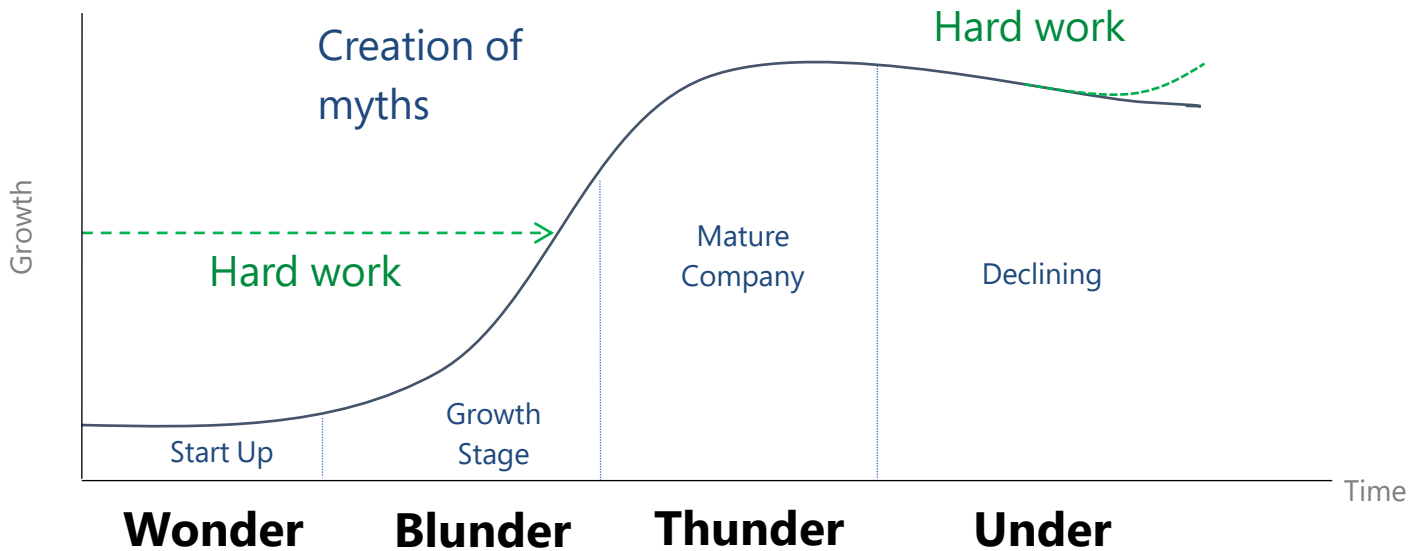 Hard work
Creation of
myths
Growth
Hard work
Mature
Company
Declining
Growth
Stage
Start Up
Time
Wonder
Blunder
Thunder
Under